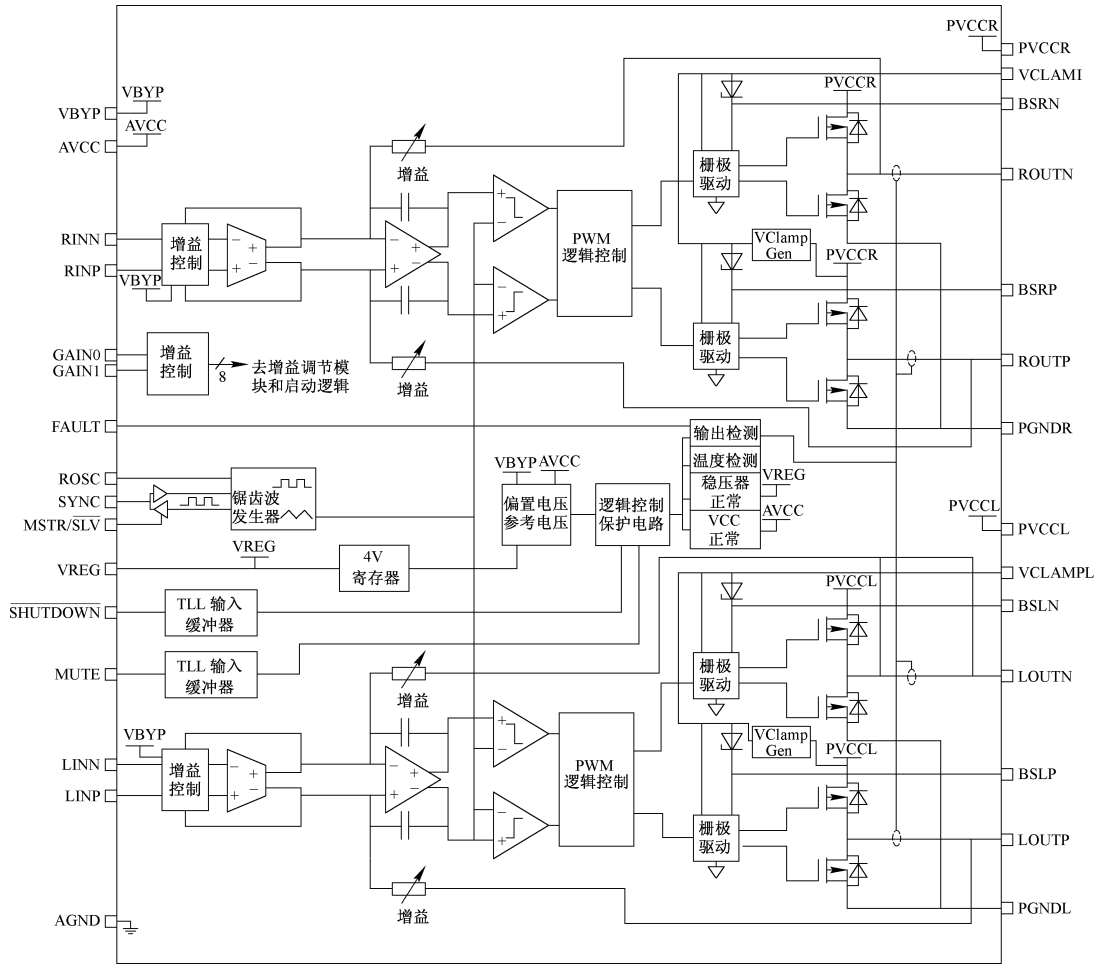 PVCCR
PVCCR
VCLAMI
PVCCR
BSRN
VBYP
VBYP
AVCC
AVCC
增益
栅极
驱动
ROUTN
RINN
增益
控制
PWM
逻辑控制
VClamp
Gen
RINP
VBYP
PVCCR
BSRP
GAIN0
GAIN1
增益
控制
8
去增益调节模
块和启动逻辑
增益
栅极
驱动
ROUTP
FAULT
输出检测
PGNDR
温度检测
稳压器
正常
VREG
VCC
正常
AVCC
ROSC
SYNC
MSTR/SLV
锯齿波
发生器
VBYP
AVCC
偏置电压
参考电压
逻辑控制
保护电路
PVCCL
PVCCL
VREG
VREG
4V
寄存器
VCLAMPL
PVCCL
BSLN
SHUTDOWN
TLL 输入
缓冲器
MUTE
TLL 输入
缓冲器
增益
栅极
驱动
LOUTN
VBYP
LINN
增益
控制
PWM
逻辑控制
VClamp
Gen
PVCCL
BSLP
LINP
栅极
驱动
LOUTP
增益
AGND
PGNDL